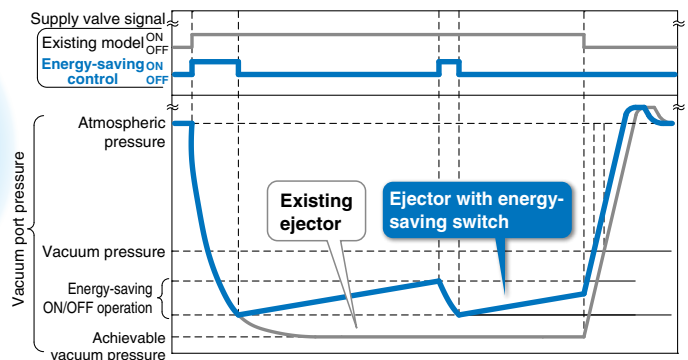 Supply valve signal
Existing model ON
OFF
Energy-saving ON
control OFF
Atmospheric
pressure
Existing
ejector
Ejector with energy-
saving switch
Vacuum port pressure
Vacuum pressure
Energy-saving
ON/OFF operation
Achievable
vacuum pressure